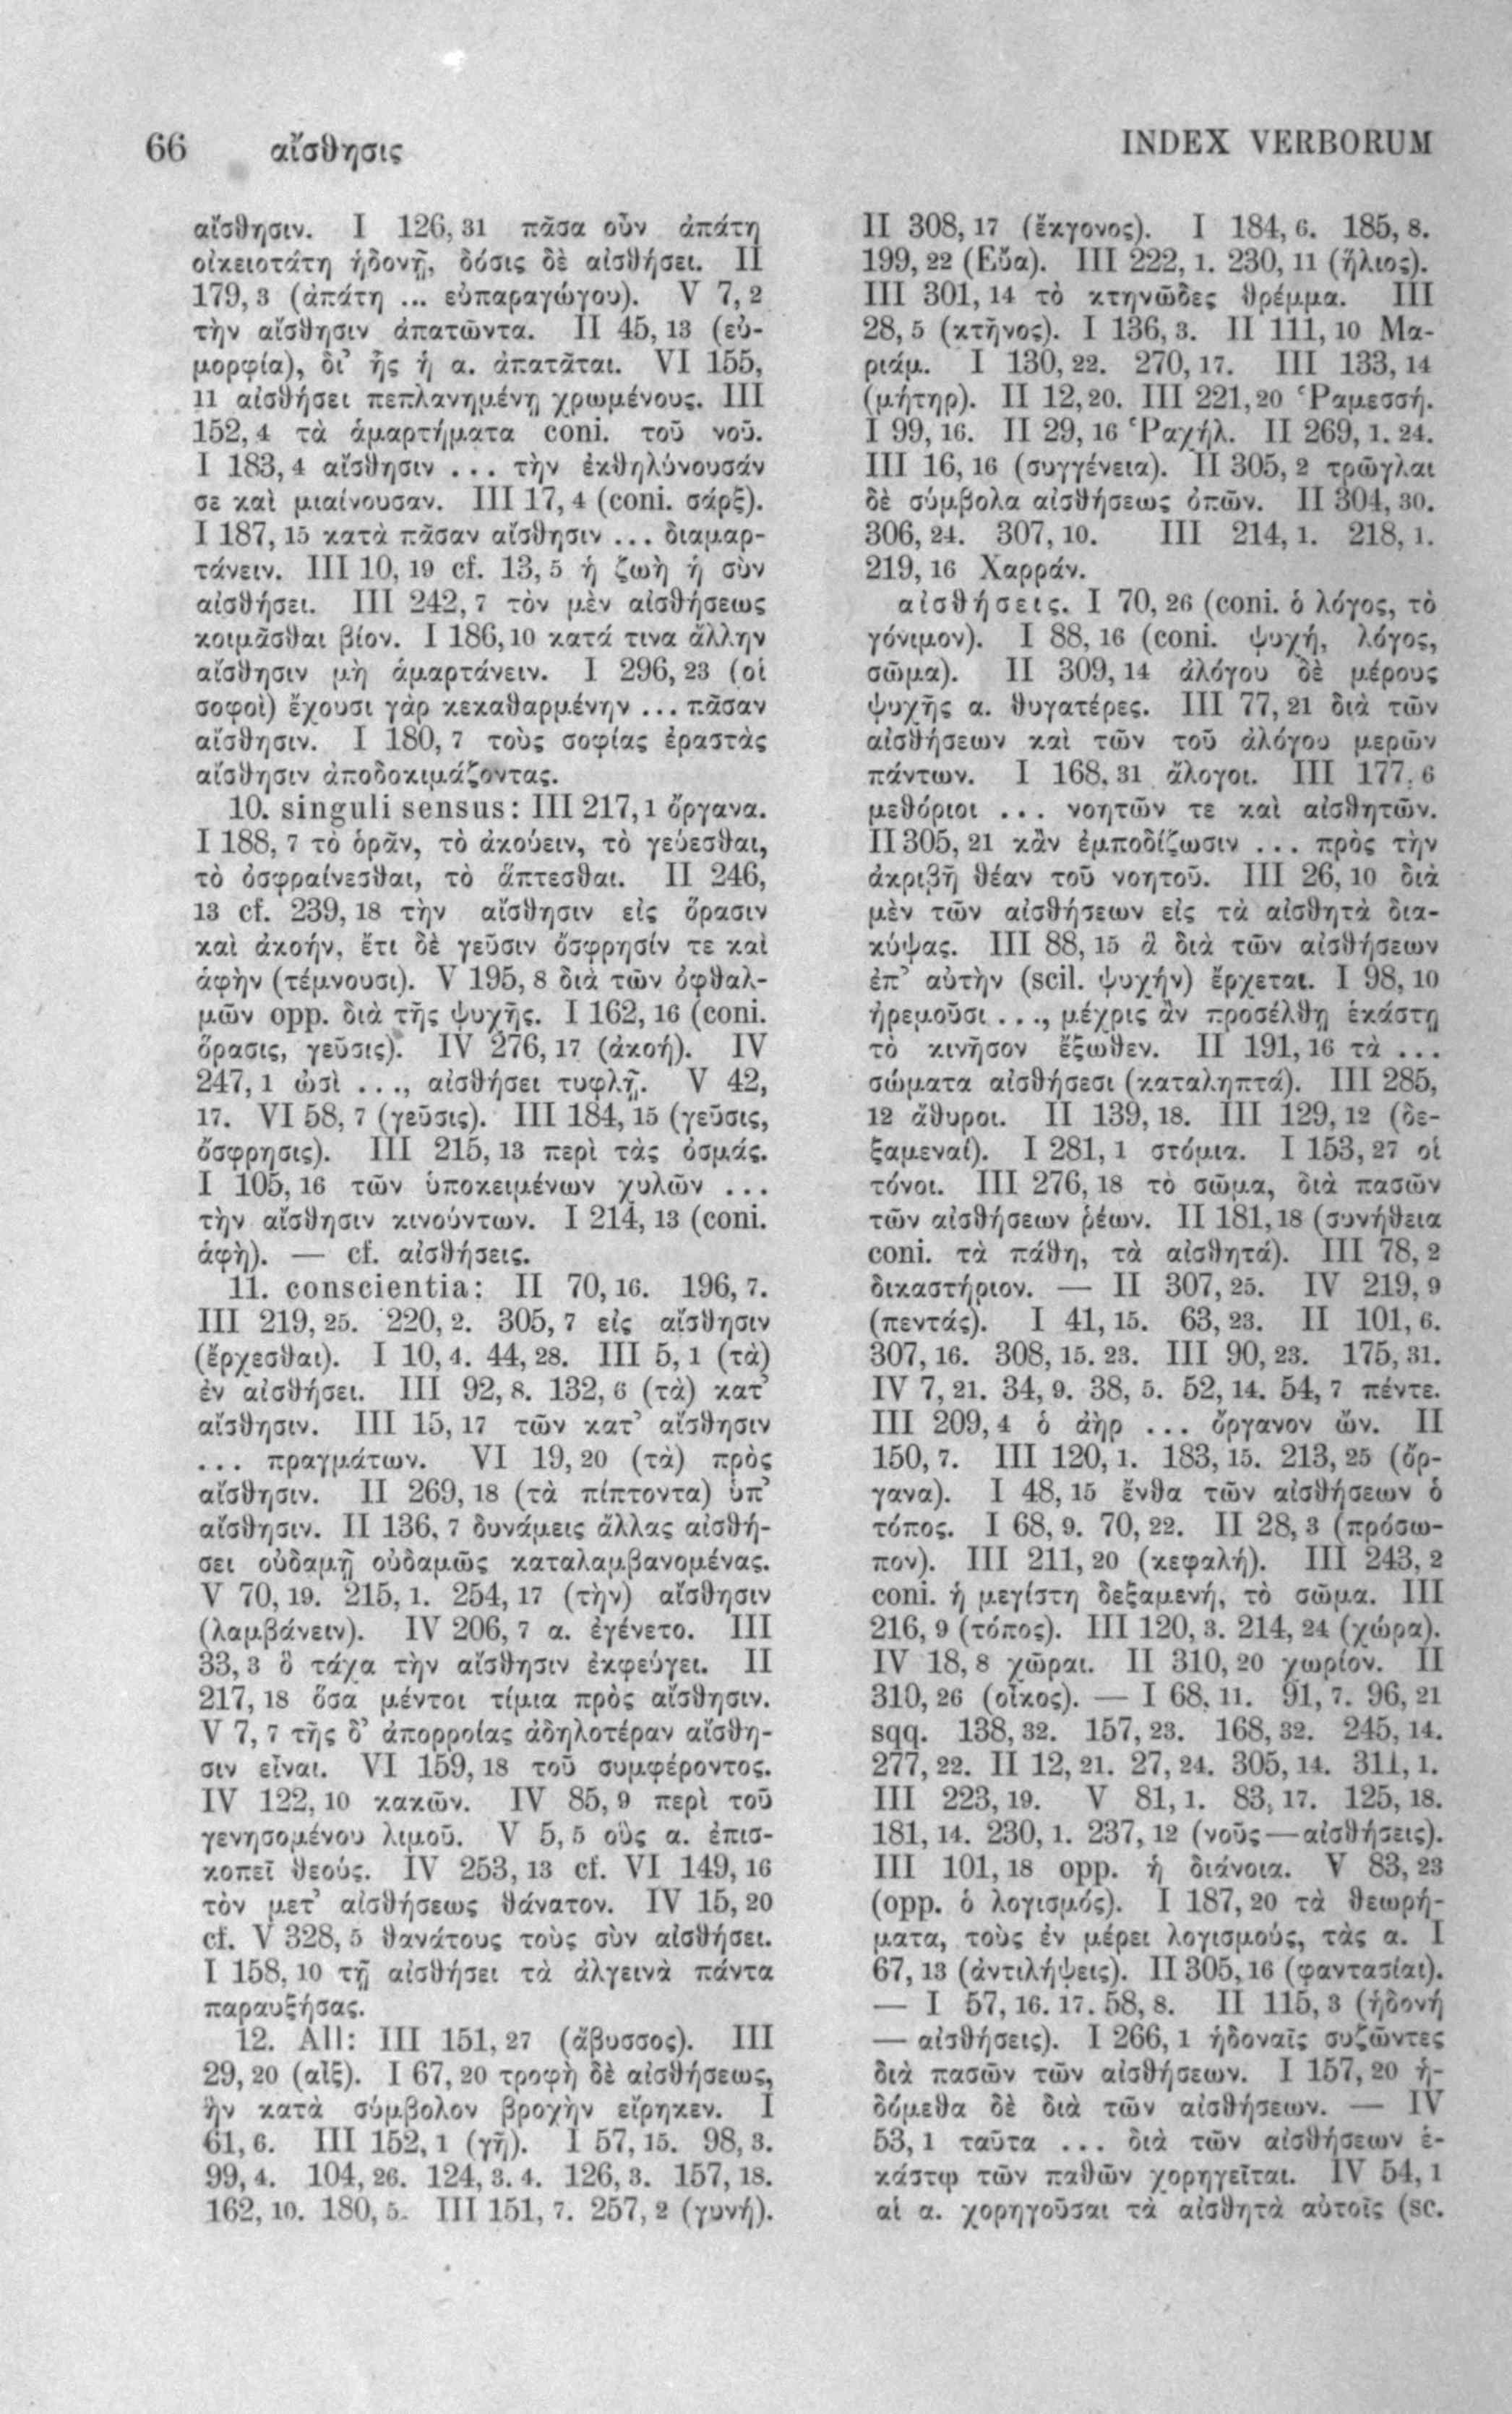 66 αἴσθησις
INDEX VERBORUM
αἴσθησιν. I 126, 31 πᾶσα οὖν ἀπάτη
οἰκειοτάτη ἡδονῇ, δόσις δὲ αἰσθήσει. II
179, 3 (ἀπάτη ... εὐπαραγώγου). V 7, 2
τὴν αἴσθησιν ἀπατῶντα. II 45, 13 (εὐ-
μορφία), δι’ ἧς ἡ α. ἀπατᾶται. VI 155,
11 αἰσθήσει πεπλανημένῃ χρωμένους. III
152, 4 τὰ ἁμαρτήματα coni. τοῦ νοῦ.
I 183, 4 αἴσθησιν ... τὴν ἐκθηλύνουσάν
σε καὶ μιαίνουσαν. III 17, 4 (coni. σάρξ).
I 187, 15 κατὰ πᾶσαν αἴσθησιν ... διαμαρ-
τάνειν. III 10, 19 cf. 13, 5 ἡ ζωὴ ἡ σὺν
αἰσθήσει. III 242, 7 τὸν μὲν αἰσθήσεως
κοιμᾶσθαι βίον. I 186, 10 κατά τινα ἄλλην
αἴσθησιν μὴ ἁμαρτάνειν. I 296, 23 (οἱ
σοφοὶ) ἔχουσι γὰρ κεκαθαρμένην ... πᾶσαν
αἴσθησιν. I 180, 7 τοὺς σοφίας ἐραστὰς
αἴσθησιν ἀποδοκιμάζοντας.
10. singuli sensus: III 217, 1 ὄργανα.
I 188, 7 τὸ ὁρᾶν, τὸ ἀκούειν, τὸ γεύεσθαι,
τὸ ὀσφραίνεσθαι, τὸ ἅπτεσθαι. II 246,
13 cf. 239, 18 τὴν αἴσθησιν εἰς ὅρασιν
καὶ ἀκοήν, ἔτι δὲ γεῦσιν ὄσφρησίν τε καὶ
ἁφὴν (τέμνουσι). V 195, 8 διὰ τῶν ὀφθαλ-
μῶν opp. διὰ τῆς ψυχῆς. I 162, 16 (coni.
ὅρασις, γεῦσις). IV 276, 17 (ἀκοή). IV
247, 1 ὠσὶ ..., αἰσθήσει τυφλῇ. V 42,
17. VI 58, 7 (γεῦσις). III 184, 15 (γεῦσις,
ὄσφρησις). III 215, 13 περὶ τὰς ὀσμάς.
I 105, 16 τῶν ὑποκειμένων χυλῶν ...
τὴν αἴσθησιν κινούντων. I 214, 13 (coni.
ἁφὴ). — cf. αἰσθήσεις.
11. conscientia: II 70, 16. 196, 7.
III 219, 25. 220, 2. 305, 7 εἰς αἴσθησιν
(ἔρχεσθαι). I 10, 4. 44, 28. III 5, 1 (τὰ)
ἐν αἰσθήσει. III 92, 8. 132, 6 (τὰ) κατ’
αἴσθησιν. III 15, 17 τῶν κατ’ αἴσθησιν
... πραγμάτων. VI 19, 20 (τὰ) πρὸς
αἴσθησιν. II 269, 18 (τὰ πίπτοντα) ὑπ’
αἴσθησιν. II 136, 7 δυνάμεις ἄλλας αἰσθή-
σει οὐδαμῇ οὐδαμῶς καταλαμβανομένας.
V 70, 19. 215, 1. 254, 17 (τὴν) αἴσθησιν
(λαμβάνειν). IV 206, 7 α. ἐγένετο. III
33, 3 ὃ τάχα τὴν αἴσθησιν ἐκφεύγει. II
217, 18 ὅσα μέντοι τίμια πρὸς αἴσθησιν.
V 7, 7 τῆς δ’ ἀπορροίας ἀδηλοτέραν αἴσθη-
σιν εἶναι. VI 159, 18 τοῦ συμφέροντος.
IV 122, 10 κακῶν. IV 85, 9 περὶ τοῦ
γενησομένου λιμοῦ. V 5, 5 οὓς α. ἐπισ-
κοπεῖ θεούς. IV 253, 13 cf. VI 149, 16
τὸν μετ’ αἰσθήσεως θάνατον. IV 15, 20
cf. V 328, 5 θανάτους τοὺς σὺν αἰσθήσει.
I 158, 10 τῇ αἰσθήσει τὰ ἀλγεινὰ πάντα
παραυξήσας.
12. All: III 151, 27 (ἄβυσσος). III
29, 20 (αἴξ). I 67, 20 τροφὴ δὲ αἰσθήσεως,
ἣν κατὰ σύμβολον βροχὴν εἴρηκεν. I
61, 6. III 152, 1 (γῆ). I 57, 15. 98, 3.
99, 4. 104, 26. 124, 3. 4. 126, 3. 157, 18.
162, 10. 180, 5. III 151, 7. 257, 2 (γυνή).
II 308, 17 (ἔκγονος). I 184, 6. 185, 8.
199, 22 (Εὔα). III 222, 1. 230, 11 (ἥλιος).
III 301, 14 τὸ κτηνῶδες θρέμμα. III
28, 5 (κτῆνος). I 136, 3. II 111, 10 Μα-
ριάμ. I 130, 22. 270, 17. III 133, 14
(μήτηρ). II 12, 20. III 221, 20 Ῥαμεσσή.
I 99, 16. II 29, 16 Ῥαχήλ. II 269, 1. 24.
III 16, 16 (συγγένεια). II 305, 2 τρῶγλαι
δὲ σύμβολα αἰσθήσεως ὀπῶν. II 304, 30.
306, 24. 307, 10. III 214, 1. 218, 1.
219, 16 Χαρράν.
αἰσθήσεις. I 70, 26 (coni. ὁ λόγος, τὸ
γόνιμον). I 88, 16 (coni. ψυχή, λόγος,
σῶμα). II 309, 14 ἀλόγου δὲ μέρους
ψυχῆς α. θυγατέρες. III 77, 21 διὰ τῶν
αἰσθήσεων καὶ τῶν τοῦ ἀλόγου μερῶν
πάντων. I 168, 31 ἄλογοι. III 177, 6
μεθόριοι ... νοητῶν τε καὶ αἰσθητῶν.
II 305, 21 κἂν ἐμποδίζωσιν ... πρὸς τὴν
ἀκριβῆ θέαν τοῦ νοητοῦ. III 26, 10 διὰ
μὲν τῶν αἰσθήσεων εἰς τὰ αἰσθητὰ δια-
κύψας. III 88, 15 ἃ διὰ τῶν αἰσθήσεων
ἐπ’ αὐτὴν (scil. ψυχήν) ἔρχεται. I 98, 10
ἠρεμοῦσι ..., μέχρις ἂν προσέλθῃ ἑκάστῃ
τὸ κινῆσον ἔξωθεν. II 191, 16 τὰ ...
σώματα αἰσθήσεσι (καταληπτά). III 285,
12 ἄθυροι. II 139, 18. III 129, 12 (δε-
ξαμεναί). I 281, 1 στόμια. I 153, 27 οἱ
τόνοι. III 276, 18 τὸ σῶμα, διὰ πασῶν
τῶν αἰσθήσεων ῥέων. II 181, 18 (συνήθεια
coni. τὰ πάθη, τὰ αἰσθητά). III 78, 2
δικαστήριον. — II 307, 25. IV 219, 9
(πεντάς). I 41, 15. 63, 23. II 101, 6.
307, 16. 308, 15. 23. III 90, 23. 175, 31.
IV 7, 21. 34, 9. 38, 5. 52, 14. 54, 7 πέντε.
III 209, 4 ὁ ἀὴρ ... ὄργανον ὤν. II
150, 7. III 120, 1. 183, 15. 213, 25 (ὄρ-
γανα). I 48, 15 ἔνθα τῶν αἰσθήσεων ὁ
τόπος. I 68, 9. 70, 22. II 28, 3 (πρόσω-
πον). III 211, 20 (κεφαλή). III 243, 2
coni. ἡ μεγίστη δεξαμενή, τὸ σῶμα. III
216, 9 (τόπος). III 120, 3. 214, 24 (χώρα).
IV 18, 8 χῶραι. II 310, 20 χωρίον. II
310, 26 (οἶκος). — I 68, 11. 91, 7. 96, 21
sqq. 138, 32. 157, 23. 168, 32. 245, 14.
277, 22. II 12, 21. 27, 24. 305, 14. 311, 1.
III 223, 19. V 81, 1. 83, 17. 125, 18.
181, 14. 230, 1. 237, 12 (νοῦς—αἰσθήσεις).
III 101, 18 opp. ἡ διάνοια. V 83, 23
(opp. ὁ λογισμός). I 187, 20 τὰ θεωρή-
ματα, τοὺς ἐν μέρει λογισμούς, τὰς α. I
67, 13 (ἀντιλήψεις). II 305, 16 (φαντασίαι).
— I 57, 16. 17. 58, 8. II 115, 3 (ἡδονή
— αἰσθήσεις). I 266, 1 ἡδοναῖς συζῶντες
διὰ πασῶν τῶν αἰσθήσεων. I 157, 20 ἡ-
δόμεθα δὲ διὰ τῶν αἰσθήσεων. — IV
53, 1 ταῦτα ... διὰ τῶν αἰσθήσεων ἑ-
κάστῳ τῶν παθῶν χορηγεῖται. IV 54, 1
αἱ α. χορηγοῦσαι τὰ αἰσθητὰ αὐτοῖς (sc.